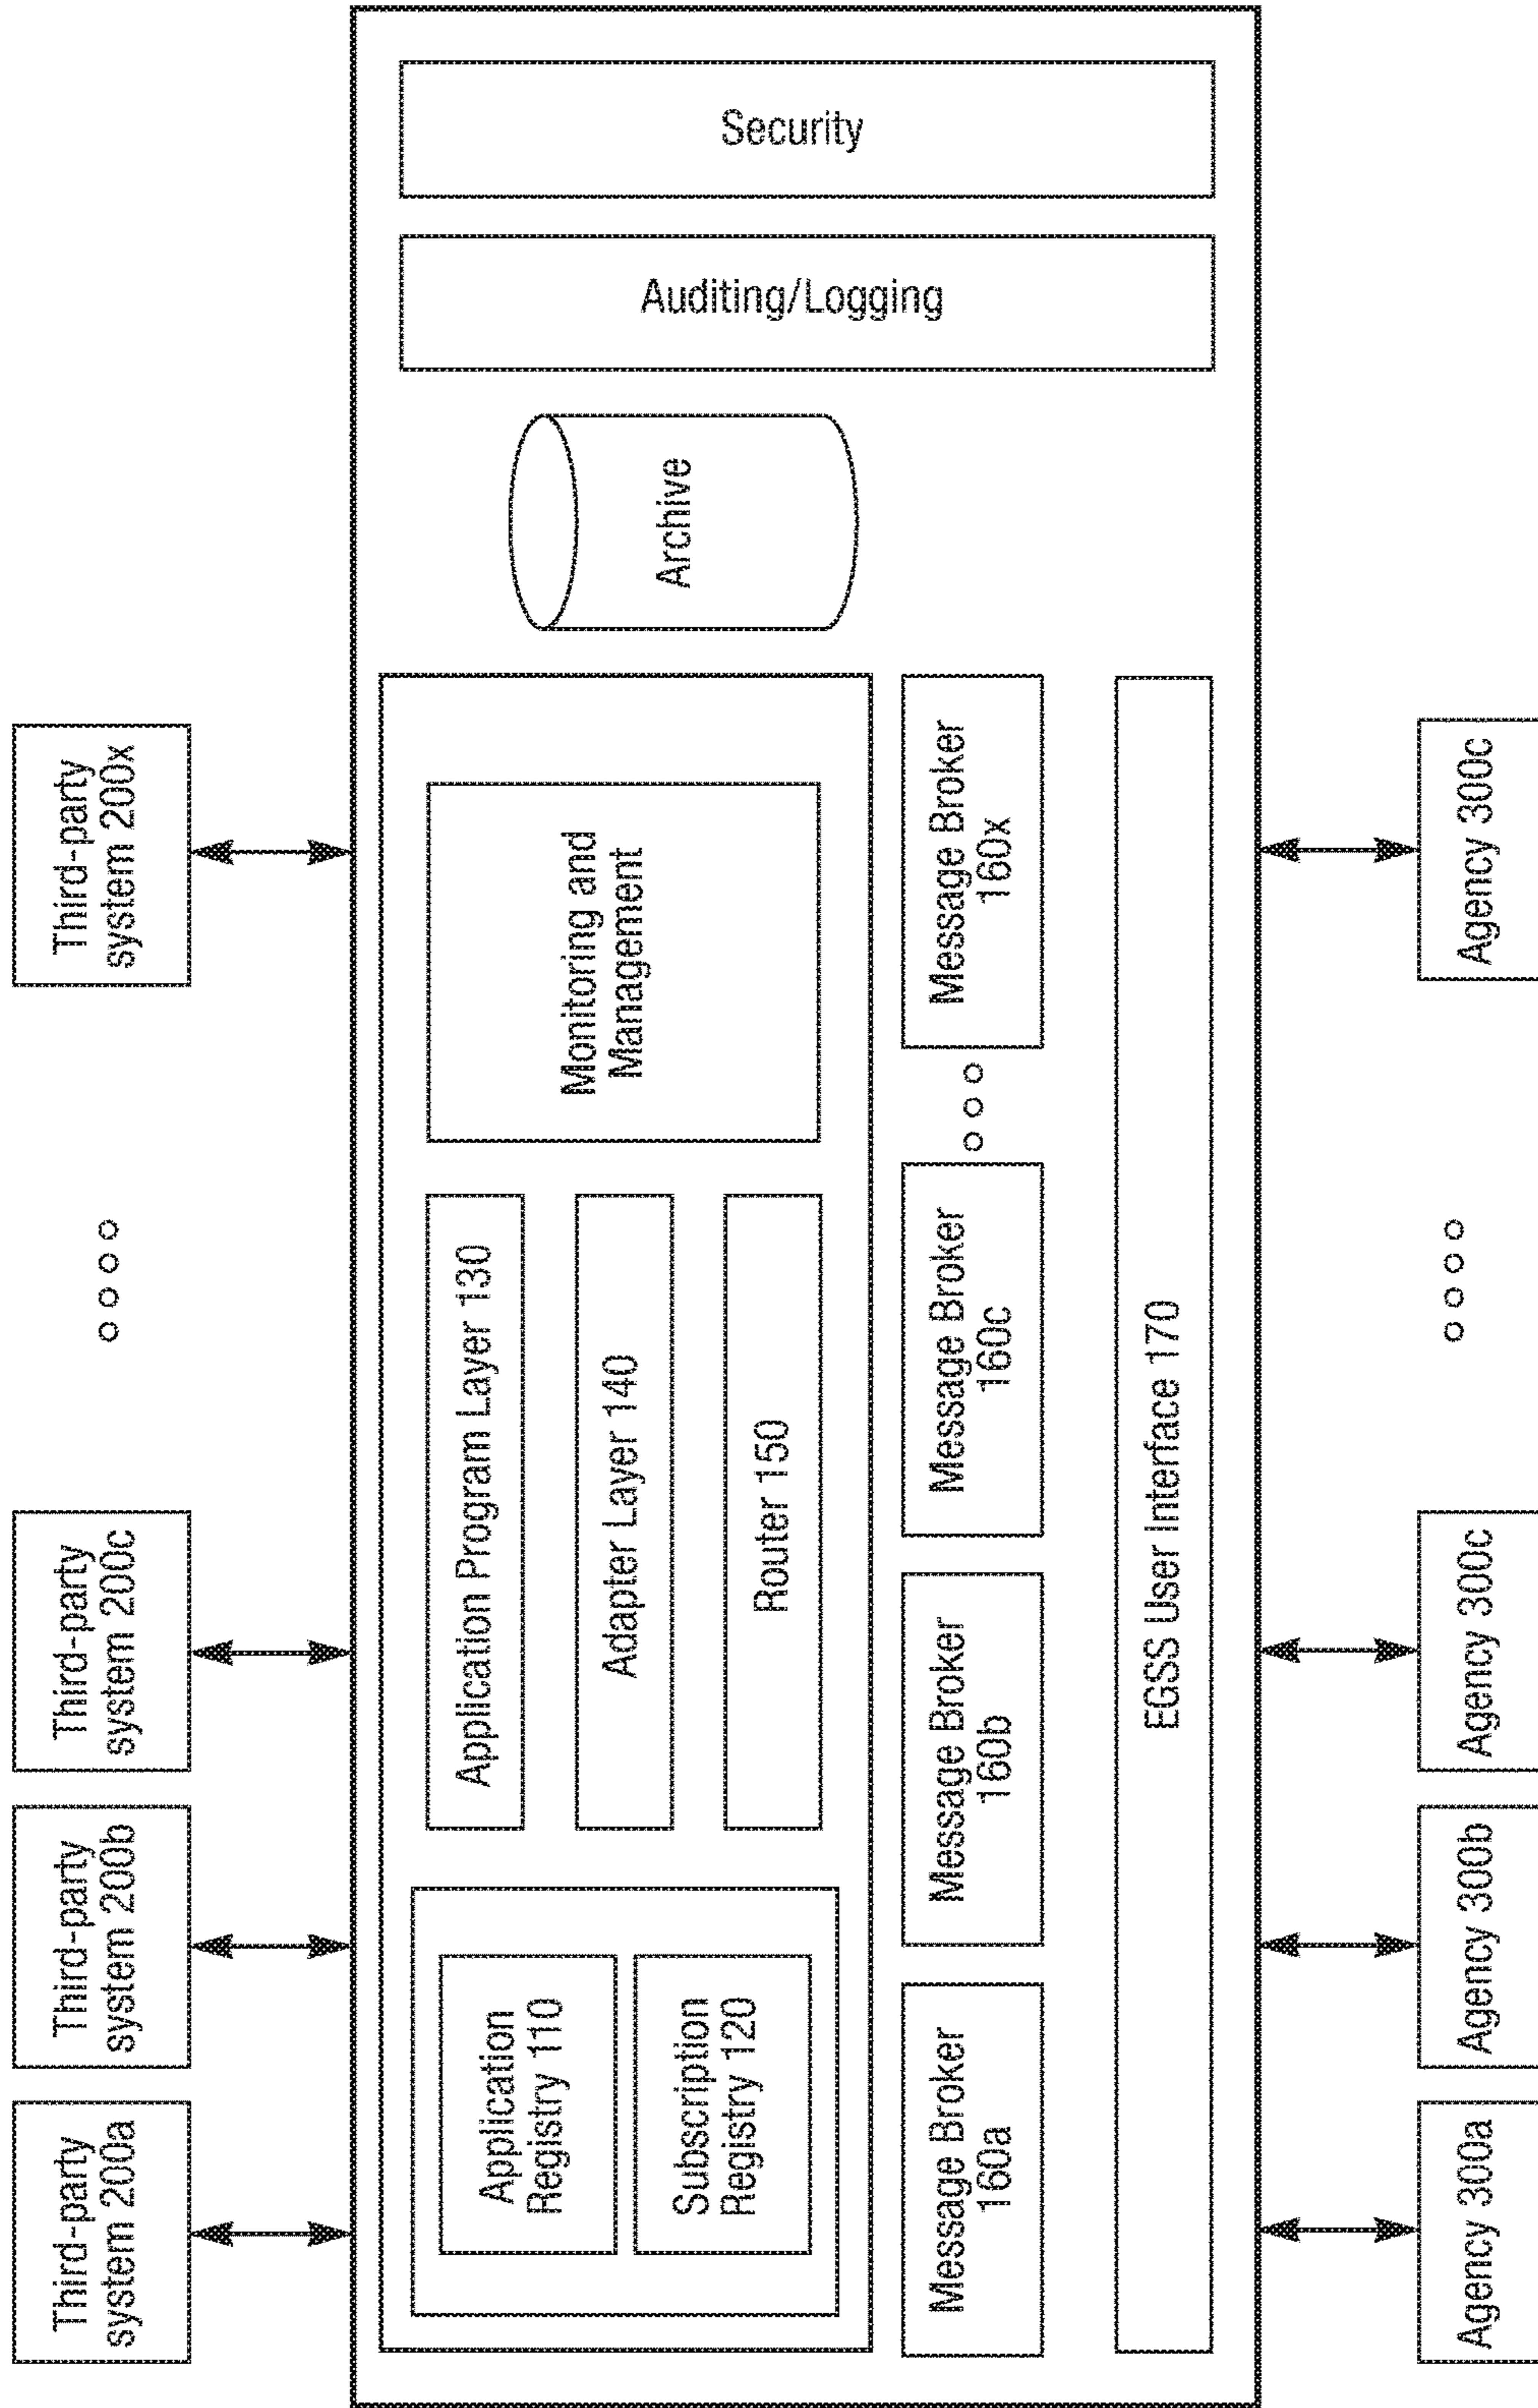 Third-party
system 200a
Third-party
system 200b
Third-party
system 200c
Third-party
system 200x
Application
Registry 110
Subscription
Registry 120
Application Program Layer 130
Adapter Layer 140
Router 150
Monitoring and
Management
Archive
Auditing/Logging
Security
Message Broker
160a
Message Broker
160b
Message Broker
160c
Message Broker
160x
EGSS User Interface 170
Agency 300a
Agency 300b
Agency 300c
Agency 300c